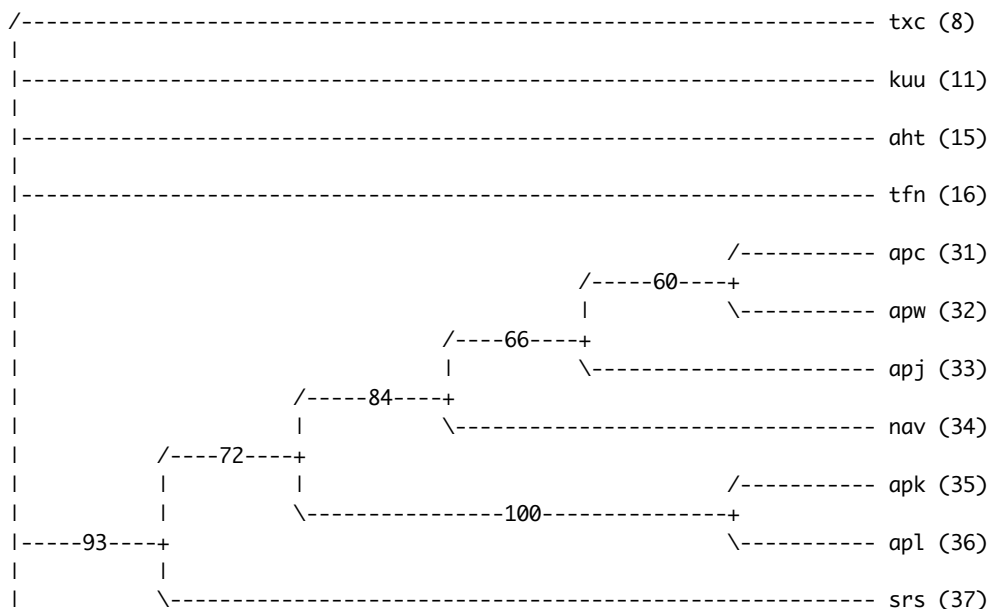 txc (8)
kuu (11)
aht (15)
tfn (16)
apc (31)
60
apw (32)
66
apj (33)
84
nav (34)
72
apk (35)
100
93
apl (36)
srs (37)